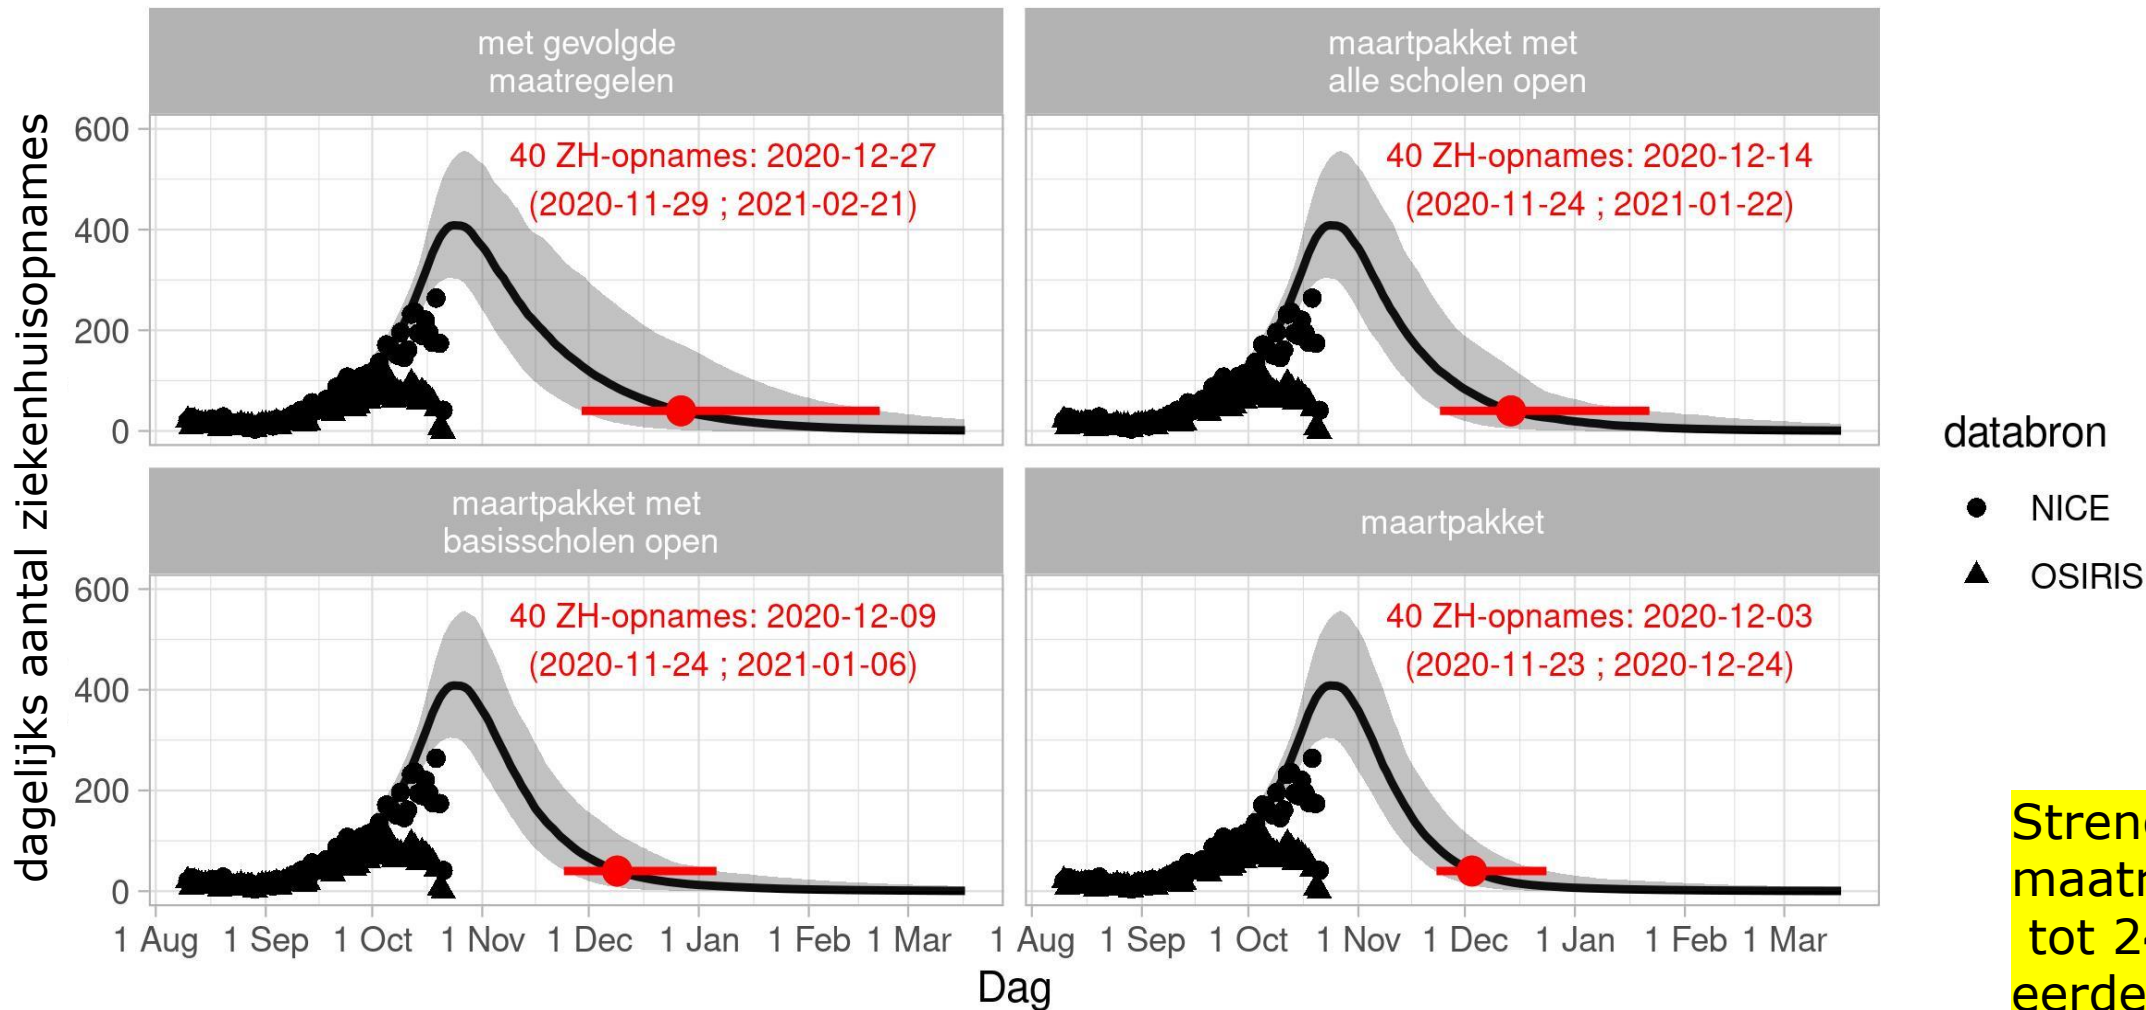 met gevolgde
maatregelen
maartpakket met
alle scholen open
dagelijks aantal ziekenhuisopnames
600
400
200
0
40 ZH-opnames: 2020-12-27
(2020-11-29 ; 2021-02-21)
40 ZH-opnames: 2020-12-14
(2020-11-24 ; 2021-01-22)
maartpakket met
basisscholen open
maartpakket
600
400
200
0
40 ZH-opnames: 2020-12-09
(2020-11-24 ; 2021-01-06)
40 ZH-opnames: 2020-12-03
(2020-11-23 ; 2020-12-24)
1 Aug 1 Sep 1 Oct 1 Nov 1 Dec 1 Jan 1 Feb 1 Mar
1 Aug 1 Sep 1 Oct 1 Nov 1 Dec 1 Jan 1 Feb 1 Mar
Dag
databron
NICE
OSIRIS
tot